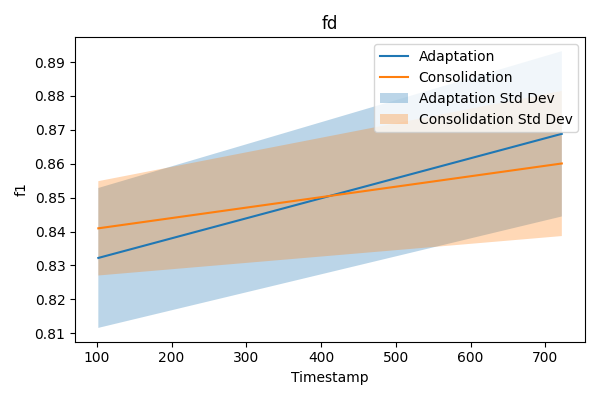 fd
Adaptation
Consolidation
Adaptation Std Dev
Consolidation Std Dev
f1
0.89
0.88
0.87
0.86
0.85
0.84
0.83
0.82
0.81
100 200 300 400 500 600 700
Timestamp